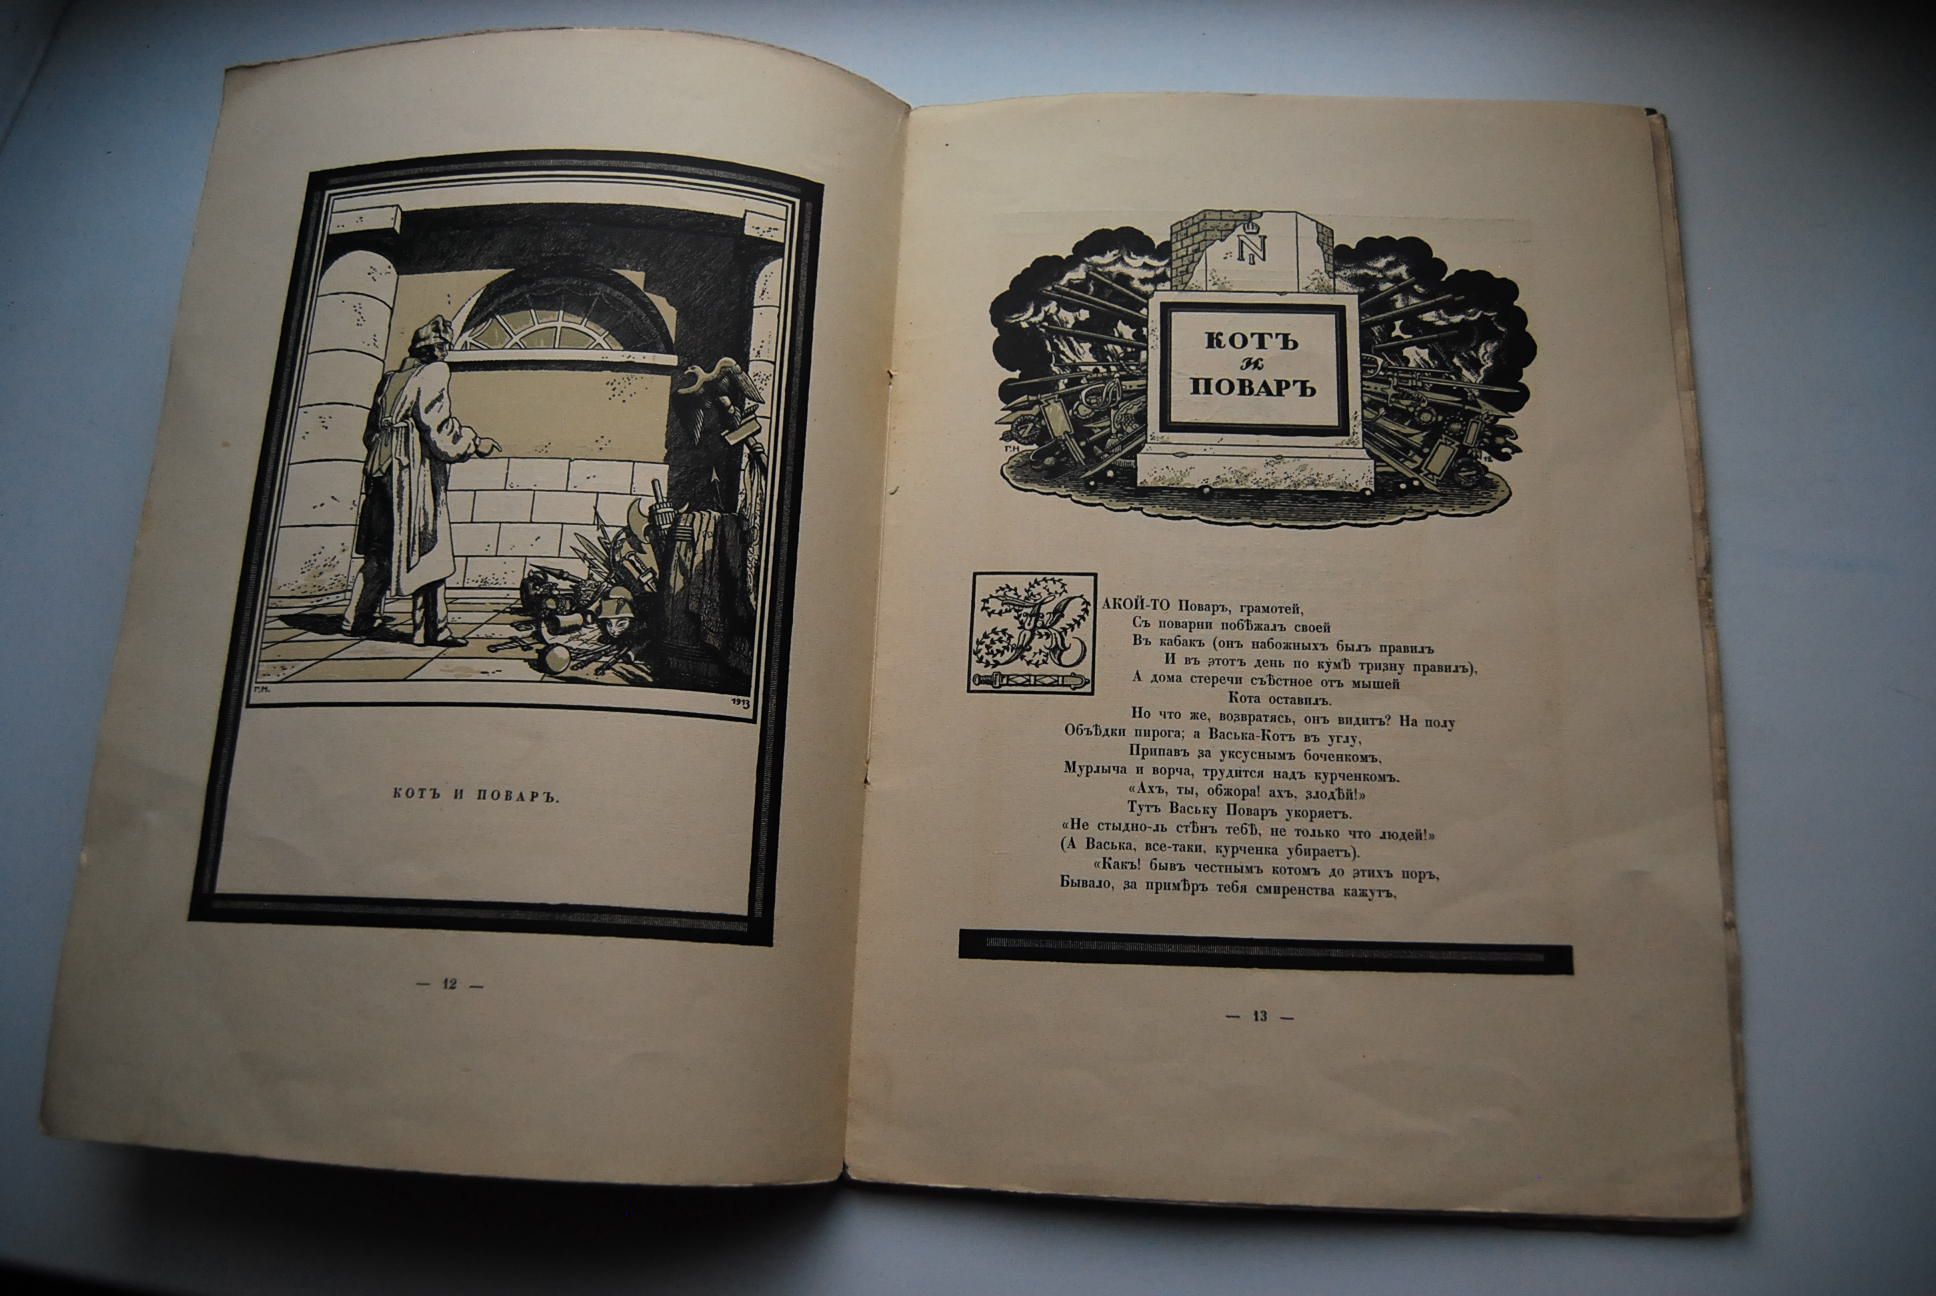 Г.Н.
1913
КОТЪ И ПОВАРЪ.
— 12 —
N
КОТЪ
И
ПОВАРЪ
Г.Н
КАКОЙ-ТО Поваръ, грамотей,
Съ поварни побѣжалъ своей
Въ кабакъ (онъ набожныхъ былъ правилъ
И въ этотъ день по кумѣ тризну правилъ),
А дома стеречи съѣстное отъ мышей
Кота оставилъ.
Но что же, возвратясь, онъ видитъ? На полу
Объѣдки пирога; а Васька-Котъ въ углу,
Припавъ за уксуснымъ боченкомъ,
Мурлыча и ворча, трудится надъ курченкомъ.
«Ахъ, ты, обжора! ахъ, злодѣй!»
Тутъ Ваську Поваръ укоряетъ.
«Не стыдно-ль стѣнъ тебѣ, не только что людей!»
(А Васька, все-таки, курченка убираетъ).
«Какъ! бывъ честнымъ котомъ до этихъ поръ,
Бывало, за примѣръ тебя смиренства кажутъ,
— 13 —